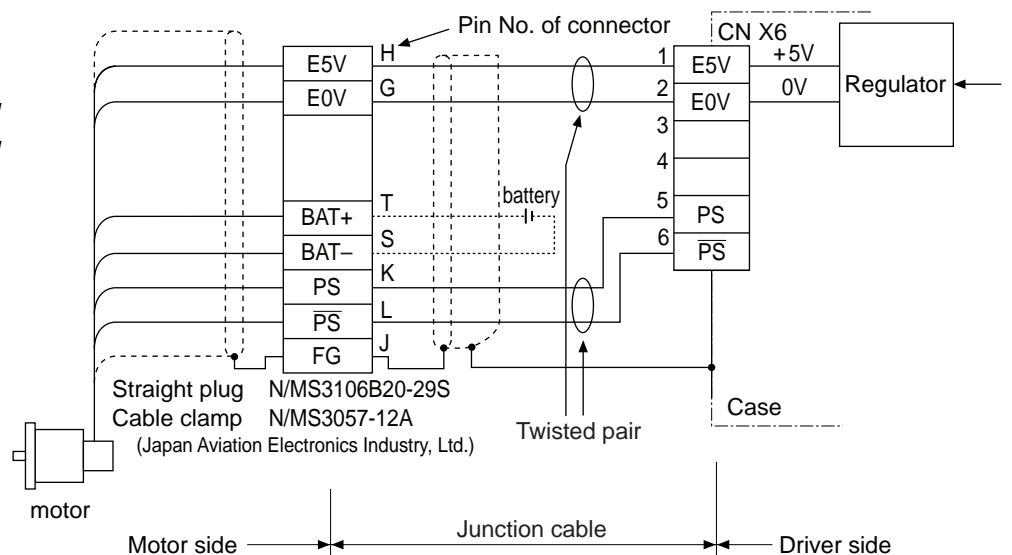 Pin No. of connector
CN X6
E5V H 1 E5V +5V
E0V G 2 E0V 0V
Regulator
3
4
BAT+ T battery
BAT– S
5 PS
6 P̅S̅
PS K
P̅S̅ L
FG J
Straight plug N/MS3106B20-29S
Cable clamp N/MS3057-12A
(Japan Aviation Electronics Industry, Ltd.)
Twisted pair
Case
motor
Motor side
Junction cable
Driver side